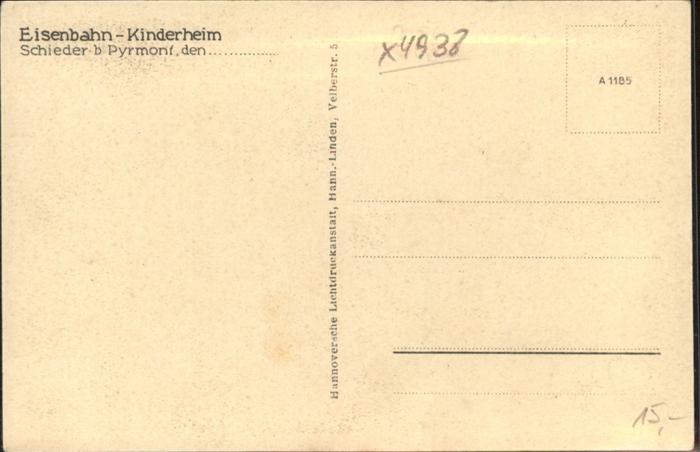 Eisenbahn-Kinderheim
Schieder b Pyrmont, den
Hannoversche Lichtdruckanstalt, Hann.-Linden, Velberstr. 5
x4938
A 1185
15,-